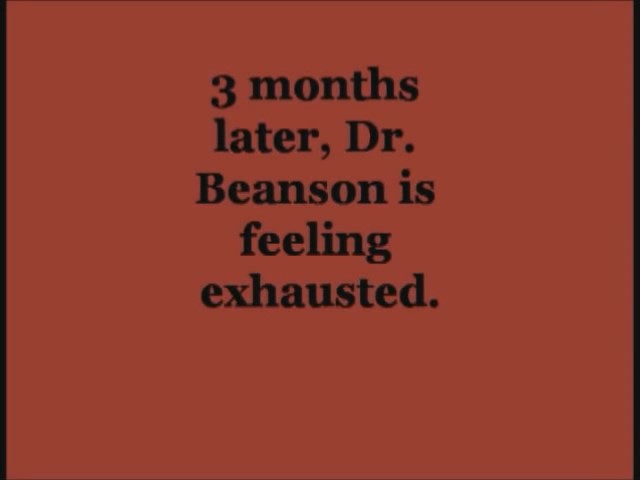 3 months
later, Dr.
Beanson is
feeling
exhausted.